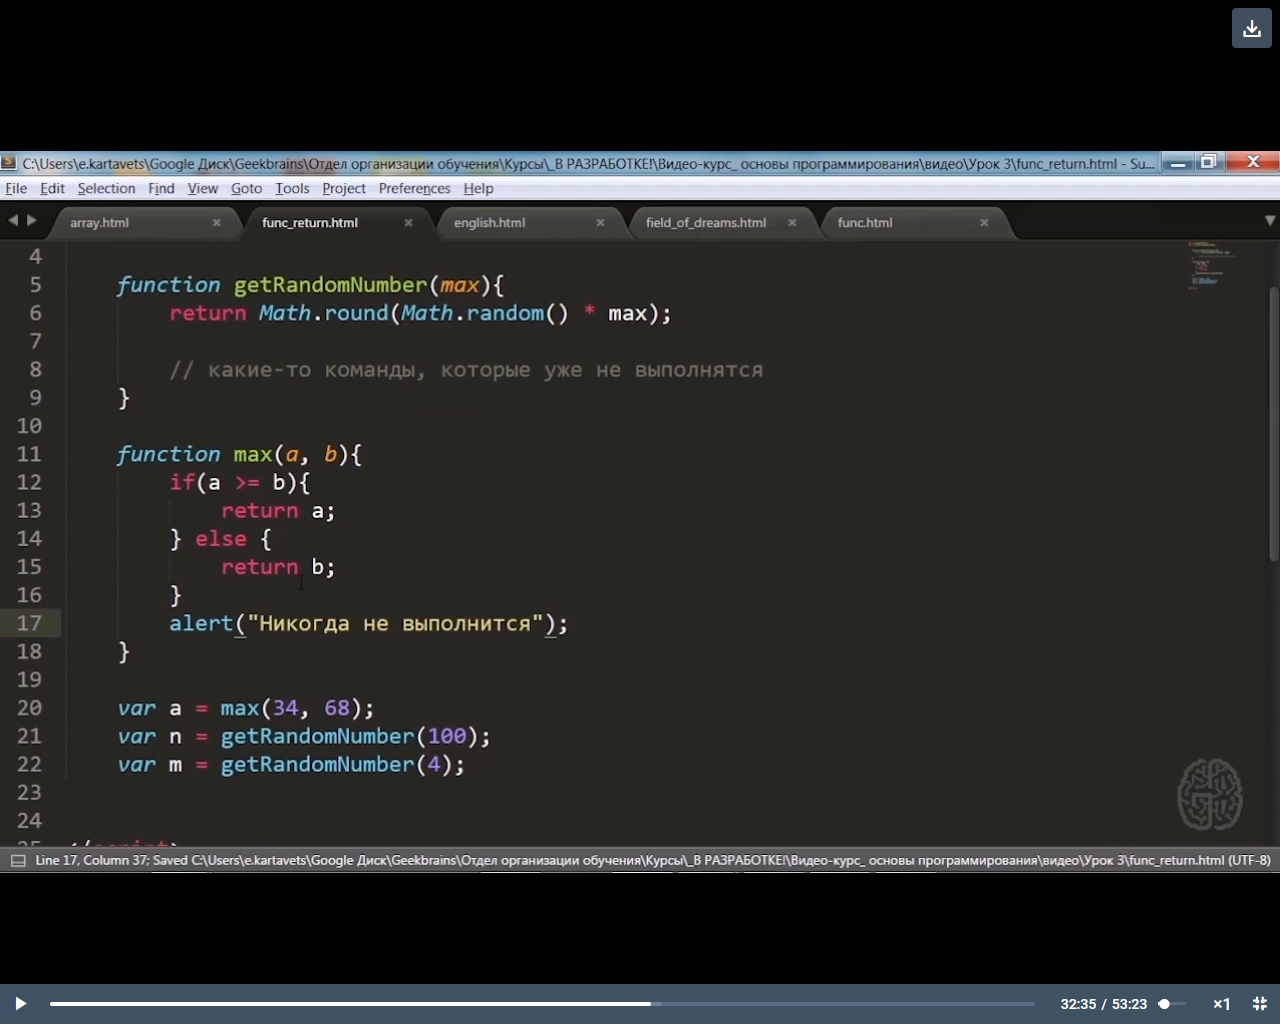 C:\Users\e.kartavets\Google Диск\Geekbrains\Отдел организации обучения\Курсы\_В РАЗРАБОТКЕ!\Видео-курс_ основы программирования\видео\Урок 3\func_return.html - Su...
File Edit Selection Find View Goto Tools Project Preferences Help
array.html × func_return.html × english.html × field_of_dreams.html × func.html ×
4
5 function getRandomNumber(max){
6 return Math.round(Math.random() * max);
7
8 // какие-то команды, которые уже не выполнятся
9 }
10
11 function max(a, b){
12 if(a >= b){
13 return a;
14 } else {
15 return b;
16 }
17 alert("Никогда не выполнится");
18 }
19
20 var a = max(34, 68);
21 var n = getRandomNumber(100);
22 var m = getRandomNumber(4);
23
24
25 </script>
Line 17, Column 37; Saved C:\Users\e.kartavets\Google Диск\Geekbrains\Отдел организации обучения\Курсы\_В РАЗРАБОТКЕ!\Видео-курс_ основы программирования\видео\Урок 3\func_return.html (UTF-8)
32:35 / 53:23 ×1